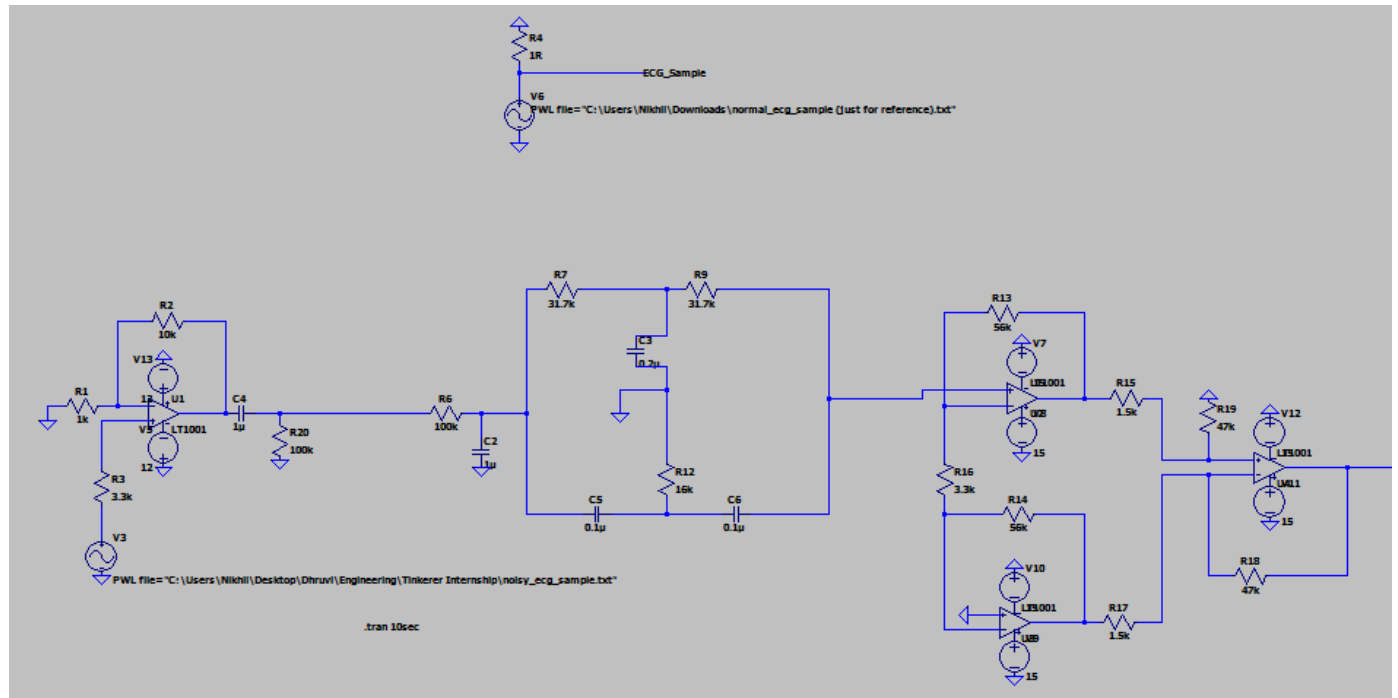 R4
1R
ECG_Sample
V6
PWL file="C:\Users\Nikhil\Downloads\normal_ecg_sample (just for reference).txt"
R7
31.7k
R9
31.7k
R2
10k
R13
56k
C3
0.2µ
V7
V13
R1
1k
U1
C4
1µ
R6
100k
LT1001
R15
1.5k
R19
47k
V12
12
R20
100k
C2
1µ
15
R3
3.3k
R12
16k
R16
3.3k
R14
56k
C5
0.1µ
C6
0.1µ
15
R18
47k
V3
PWL file="C:\Users\Nikhil\Desktop\Dhruvi\Engineering\Tinkerer Internship\noisy_ecg_sample.txt"
V10
R17
1.5k
.tran 10sec
15